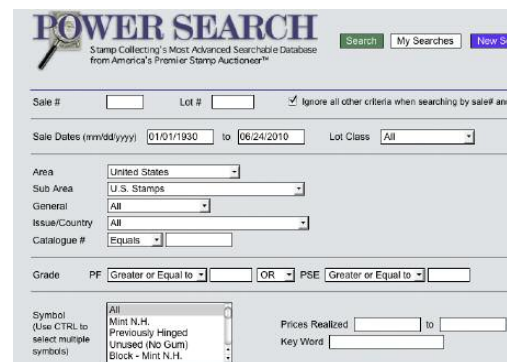 POWER SEARCH
Stamp Collecting's Most Advanced Searchable Database
from America's Premier Stamp Auctioneer™
Search My Searches New
Sale # Lot # Ignore all other criteria when searching by sale# an
Sale Dates (mm/dd/yyyy) 01/01/1930 to 06/24/2010 Lot Class All
Area United States
Sub Area U.S. Stamps
General All
Issue/Country All
Catalogue # Equals
Grade PF Greater or Equal to OR PSE Greater or Equal to
Symbol
(Use CTRL to
select multiple
symbols)
All
Mint N.H.
Previously Hinged
Unused (No Gum)
Block - Mint N.H.
Prices Realized to
Key Word